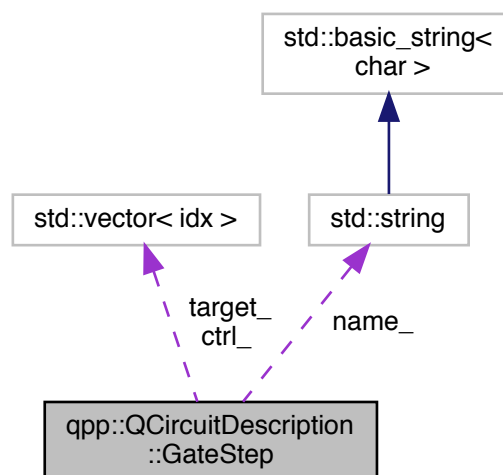 std::basic_string<
char >
std::vector< idx >
std::string
target_
ctrl_
name_
qpp::QCircuitDescription
::GateStep